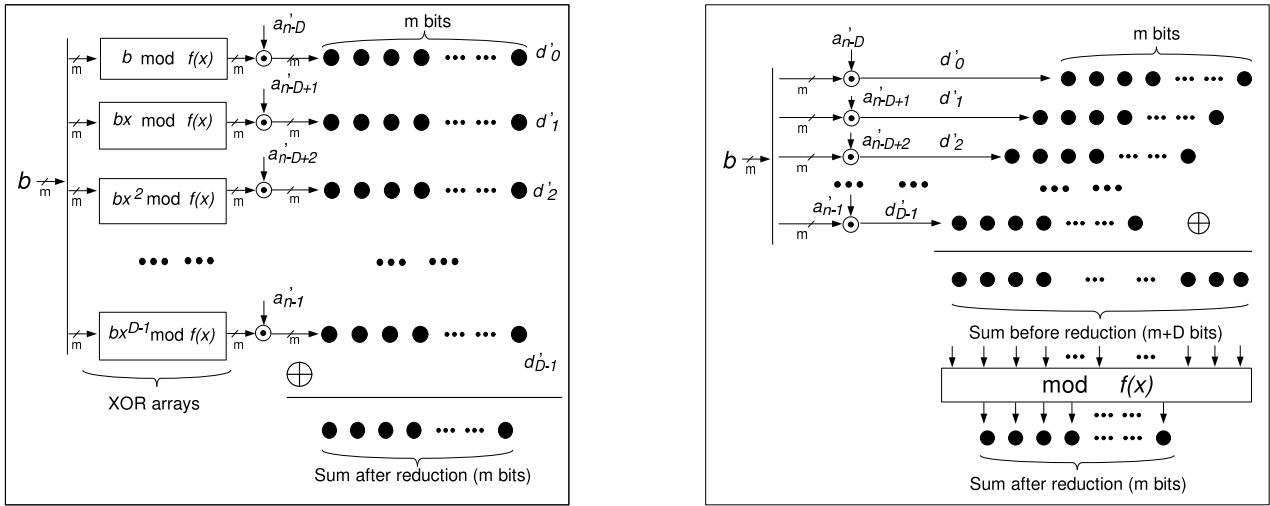 a'n-D
m bits
b mod f(x)
m
m
m
d'0
a'n-D+1
bx mod f(x)
m
m
m
d'1
a'n-D+2
b
m
bx2 mod f(x)
m
m
m
d'2
••• •••
••• •••
a'n-1
bxD-1 mod f(x)
m
m
m
d'D-1
XOR arrays
Sum after reduction (m bits)
a'n-D
m bits
d'0
m
a'n-D+1
d'1
m
a'n-D+2
d'2
b
m
m
••• •••
••• •••
a'n-1
d'D-1
m
Sum before reduction (m+D bits)
mod f(x)
Sum after reduction (m bits)